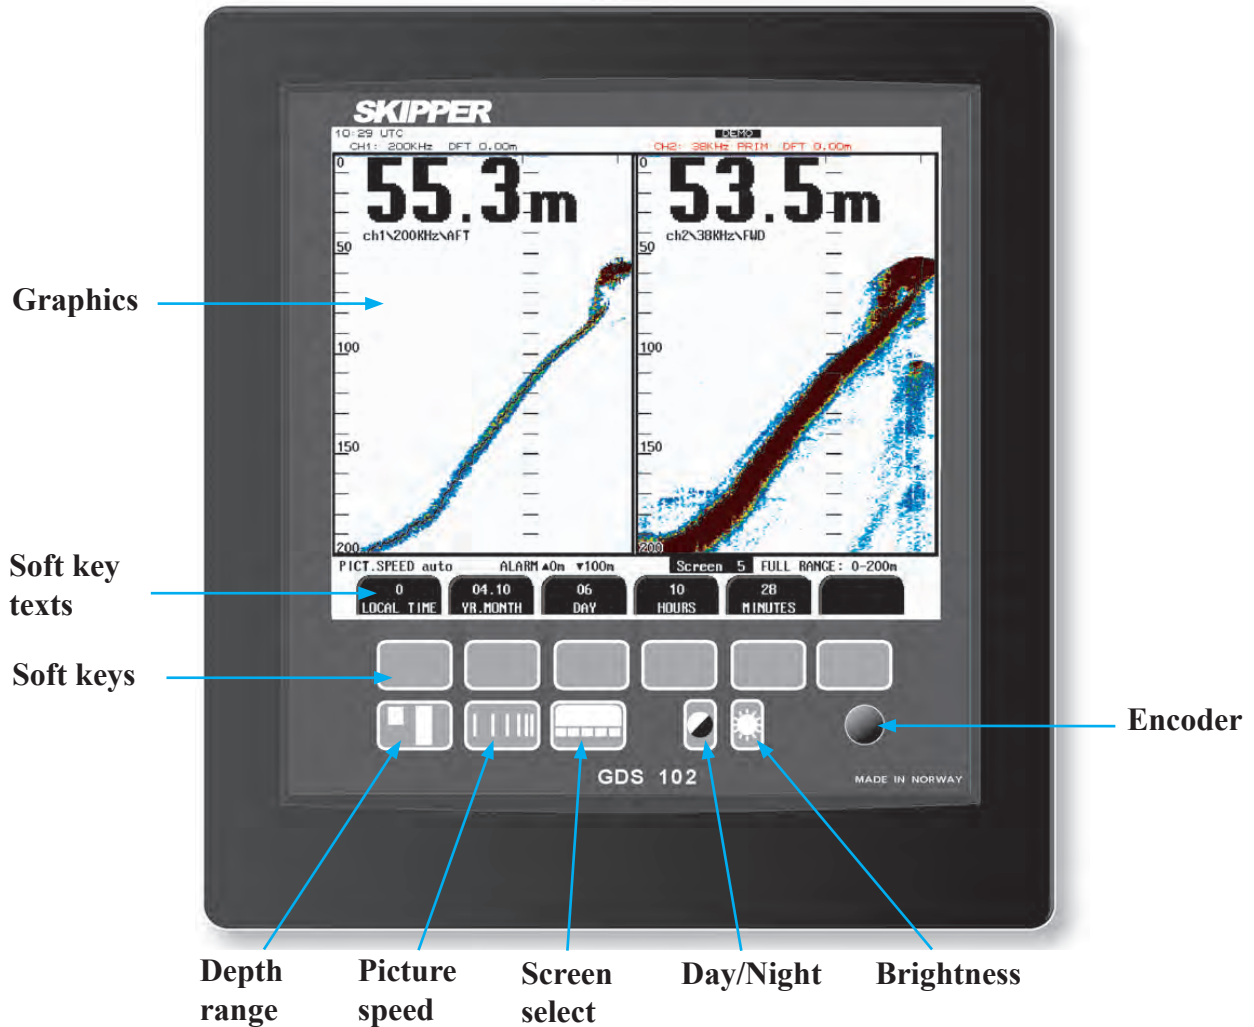 SKIPPER
10:29 UTC DEMO
CH1: 200KHz DFT 0.00m CH2: 38KHz PRIM DFT 0.00m
0 0
55.3m 53.5m
ch1\200KHz\AFT ch2\38KHz\FWD
50 50
Graphics
100 100
150 150
200 200
PICT.SPEED auto ALARM ▲0m ▼100m Screen 5 FULL RANGE: 0-200m
Soft key
texts
0 04.10 06 10 28
LOCAL TIME YR.MONTH DAY HOURS MINUTES
Soft keys
Encoder
GDS 102
MADE IN NORWAY
Depth
range
Picture
speed
Screen
select
Day/Night
Brightness